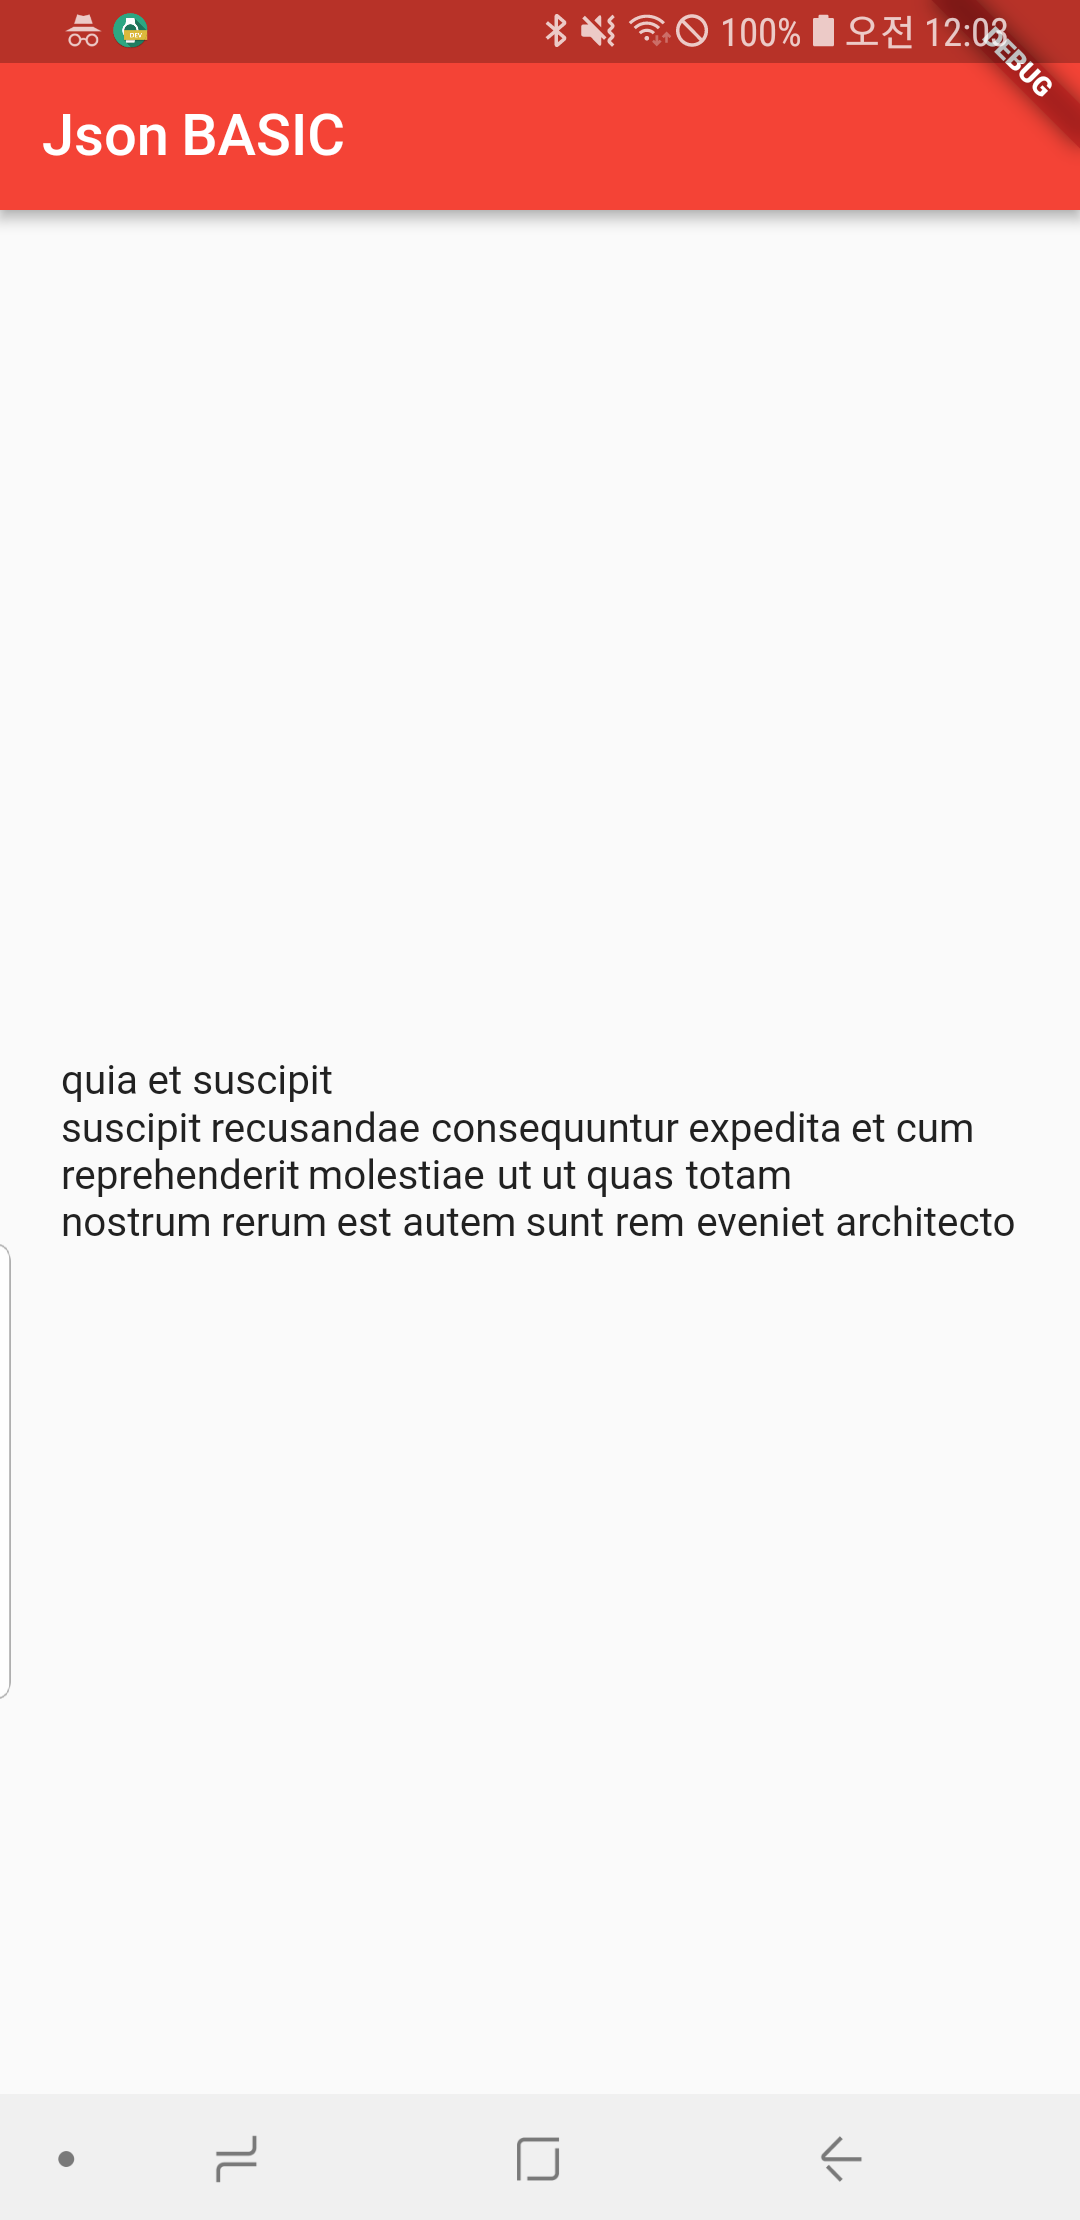 100% 오전 12:03
DEBUG
Json BASIC
quia et suscipit
suscipit recusandae consequuntur expedita et cum
reprehenderit molestiae ut ut quas totam
nostrum rerum est autem sunt rem eveniet architecto